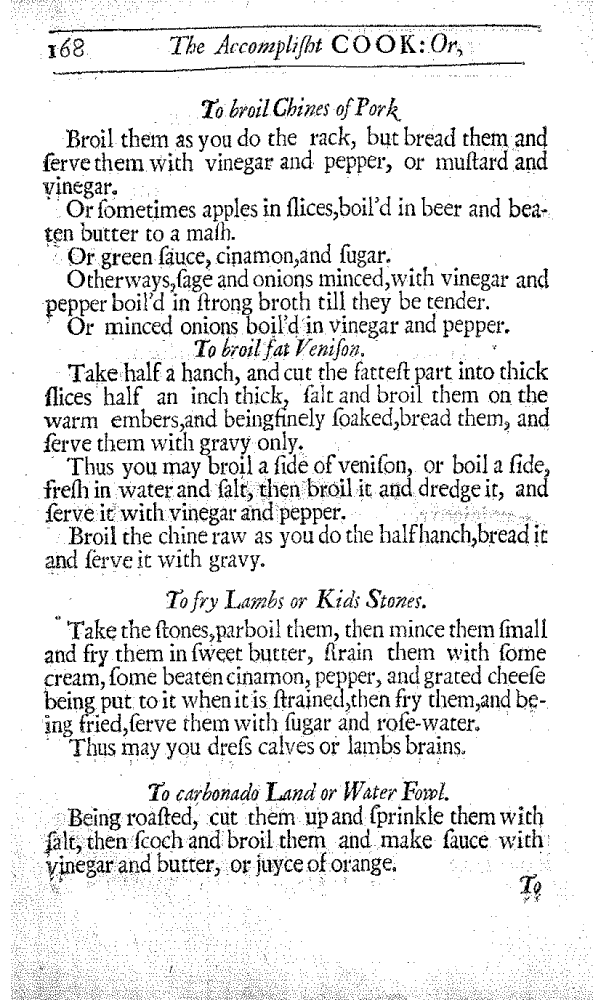 168 The Accompliſht COOK: Or,
To broil Chines of Pork
Broil them as you do the rack, but bread them and
ſerve them with vinegar and pepper, or muſtard and
vinegar.
Or ſometimes apples in ſlices,boil'd in beer and bea-
ten butter to a maſh.
Or green ſauce, cinamon,and ſugar.
Otherways,ſage and onions minced,with vinegar and
pepper boil'd in ſtrong broth till they be tender.
Or minced onions boil'd in vinegar and pepper.
To broil fat Veniſon.
Take half a hanch, and cut the fatteſt part into thick
ſlices half an inch thick, ſalt and broil them on the
warm embers,and beingfinely ſoaked,bread them, and
ſerve them with gravy only.
Thus you may broil a ſide of veniſon, or boil a ſide,
freſh in water and ſalt, then broil it and dredge it, and
ſerve it with vinegar and pepper.
Broil the chine raw as you do the half hanch,bread it
and ſerve it with gravy.
To fry Lambs or Kids Stones.
Take the ſtones,parboil them, then mince them ſmall
and fry them in ſweet butter, ſtrain them with ſome
cream, ſome beaten cinamon, pepper, and grated cheeſe
being put to it when it is ſtrained,then fry them,and be-
ing fried,ſerve them with ſugar and roſe-water.
Thus may you dreſs calves or lambs brains.
To carbonado Land or Water Fowl.
Being roaſted, cut them up and ſprinkle them with
ſalt, then ſcoch and broil them and make ſauce with
vinegar and butter, or juyce of orange.
To